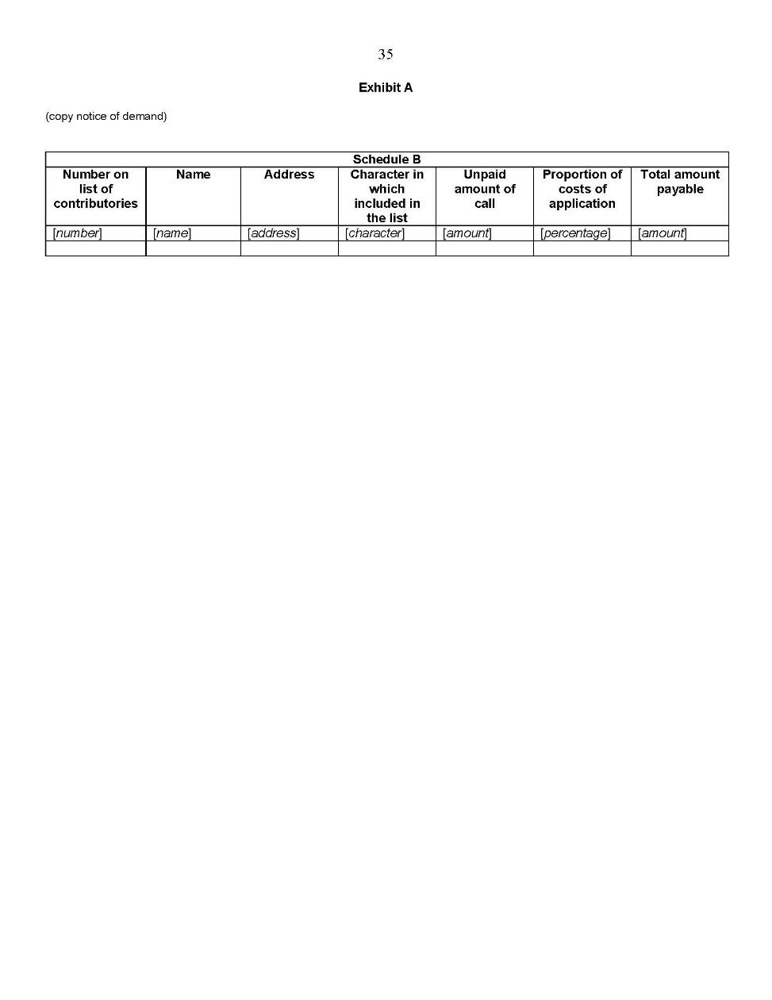 35
Exhibit A
(copy notice of demand)
Schedule B
Number on list of contributories Name Address Character in which included in the list Unpaid amount of call Proportion of costs of application Total amount payable
[number] [name] [address] [character] [amount] [percentage] [amount]